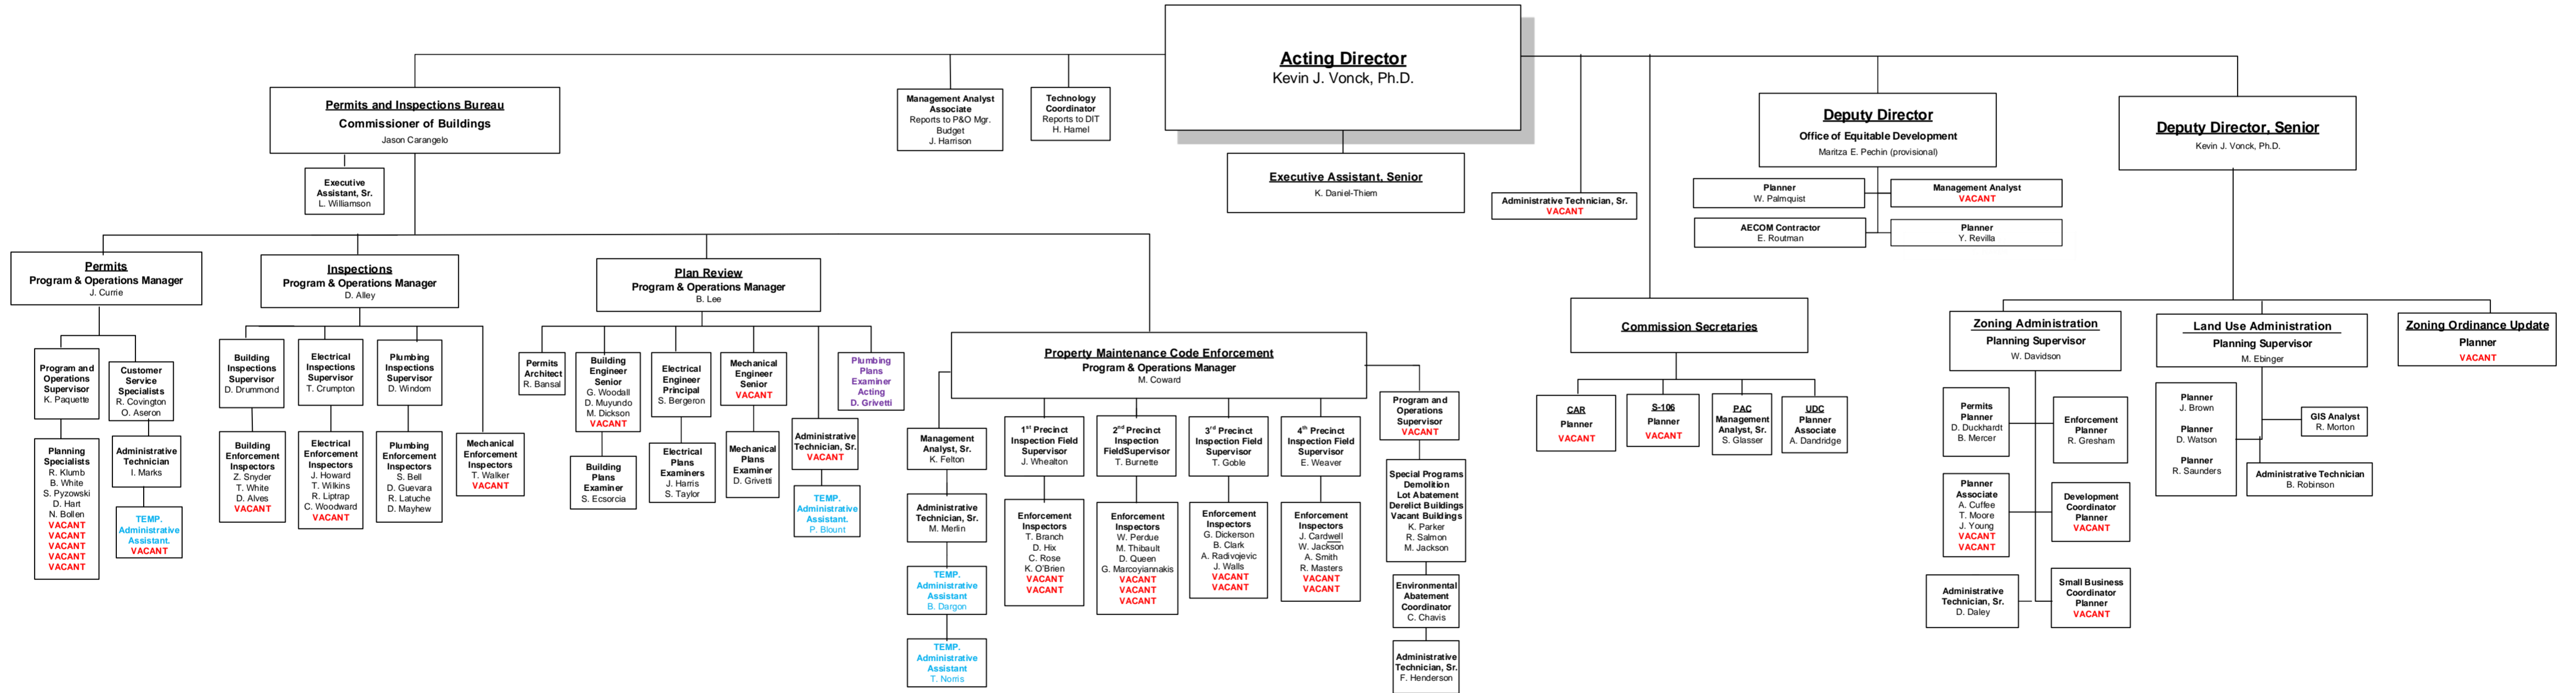 Acting Director
Kevin J. Vonck, Ph.D.
Permits and Inspections Bureau
Commissioner of Buildings
Jason Carangelo
Executive
Assistant, Sr.
L. Williamson
Management Analyst
Associate
Reports to P&O Mgr.
Budget
J. Harrison
Technology
Coordinator
Reports to DIT
H. Hamel
Executive Assistant, Senior
K. Daniel-Thiem
Administrative Technician, Sr.
VACANT
Deputy Director
Office of Equitable Development
Maritza E. Pechin (provisional)
Planner
W. Palmquist
Management Analyst
VACANT
AECOM Contractor
E. Routman
Planner
Y. Revilla
Deputy Director, Senior
Kevin J. Vonck, Ph.D.
Permits
Program & Operations Manager
J. Currie
Program and
Operations
Supervisor
K. Paquette
Planning
Specialists
R. Klumb
B. White
S. Pyzowski
D. Hart
N. Bollen
VACANT
VACANT
VACANT
VACANT
VACANT
Customer
Service
Specialists
R. Covington
O. Aseron
Administrative
Technician
I. Marks
TEMP.
Administrative
Assistant.
VACANT
Inspections
Program & Operations Manager
D. Alley
Building
Inspections
Supervisor
D. Drummond
Building
Enforcement
Inspectors
Z. Snyder
T. White
D. Alves
VACANT
Electrical
Inspections
Supervisor
T. Crumpton
Electrical
Enforcement
Inspectors
J. Howard
T. Wilkins
R. Liptrap
C. Woodward
VACANT
Plumbing
Inspections
Supervisor
D. Windom
Plumbing
Enforcement
Inspectors
S. Bell
D. Guevara
R. Latuche
D. Mayhew
Mechanical
Enforcement
Inspectors
T. Walker
VACANT
Plan Review
Program & Operations Manager
B. Lee
Permits
Architect
R. Bansal
Building
Engineer
Senior
G. Woodall
D. Muyundo
M. Dickson
VACANT
Building
Plans
Examiner
S. Ecsorcia
Electrical
Engineer
Principal
S. Bergeron
Electrical
Plans
Examiners
J. Harris
S. Taylor
Mechanical
Engineer
Senior
VACANT
Mechanical
Plans
Examiner
D. Grivetti
Administrative
Technician, Sr.
VACANT
TEMP.
Administrative
Assistant.
P. Blount
Plumbing
Plans
Examiner
Acting
D. Grivetti
Property Maintenance Code Enforcement
Program & Operations Manager
M. Coward
Management
Analyst, Sr.
K. Felton
Administrative
Technician, Sr.
M. Merlin
TEMP.
Administrative
Assistant
B. Dargon
TEMP.
Administrative
Assistant
T. Norris
1st Precinct
Inspection Field
Supervisor
J. Whealton
Enforcement
Inspectors
T. Branch
D. Hix
C. Rose
K. O'Brien
VACANT
VACANT
2nd Precinct
Inspection
FieldSupervisor
T. Burnette
Enforcement
Inspectors
W. Perdue
M. Thibault
D. Queen
G. Marcoyiannakis
VACANT
VACANT
VACANT
3rd Precinct
Inspection Field
Supervisor
T. Goble
Enforcement
Inspectors
G. Dickerson
B. Clark
A. Radivojevic
J. Walls
VACANT
VACANT
4th Precinct
Inspection Field
Supervisor
E. Weaver
Enforcement
Inspectors
J. Cardwell
W. Jackson
A. Smith
R. Masters
VACANT
VACANT
Program and
Operations
Supervisor
VACANT
Special Programs
Demolition
Lot Abatement
Derelict Buildings
Vacant Buildings
K. Parker
R. Salmon
M. Jackson
Environmental
Abatement
Coordinator
C. Chavis
Administrative
Technician, Sr.
F. Henderson
Commission Secretaries
CAR
Planner
VACANT
S-106
Planner
VACANT
PAC
Management
Analyst, Sr.
S. Glasser
UDC
Planner
Associate
A. Dandridge
Zoning Administration
Planning Supervisor
W. Davidson
Permits
Planner
D. Duckhardt
B. Mercer
Enforcement
Planner
R. Gresham
Planner
Associate
A. Cuffee
T. Moore
J. Young
VACANT
VACANT
Development
Coordinator
Planner
VACANT
Administrative
Technician, Sr.
D. Daley
Small Business
Coordinator
Planner
VACANT
Land Use Administration
Planning Supervisor
M. Ebinger
Planner
J. Brown
Planner
D. Watson
Planner
R. Saunders
GIS Analyst
R. Morton
Administrative Technician
B. Robinson
Zoning Ordinance Update
Planner
VACANT